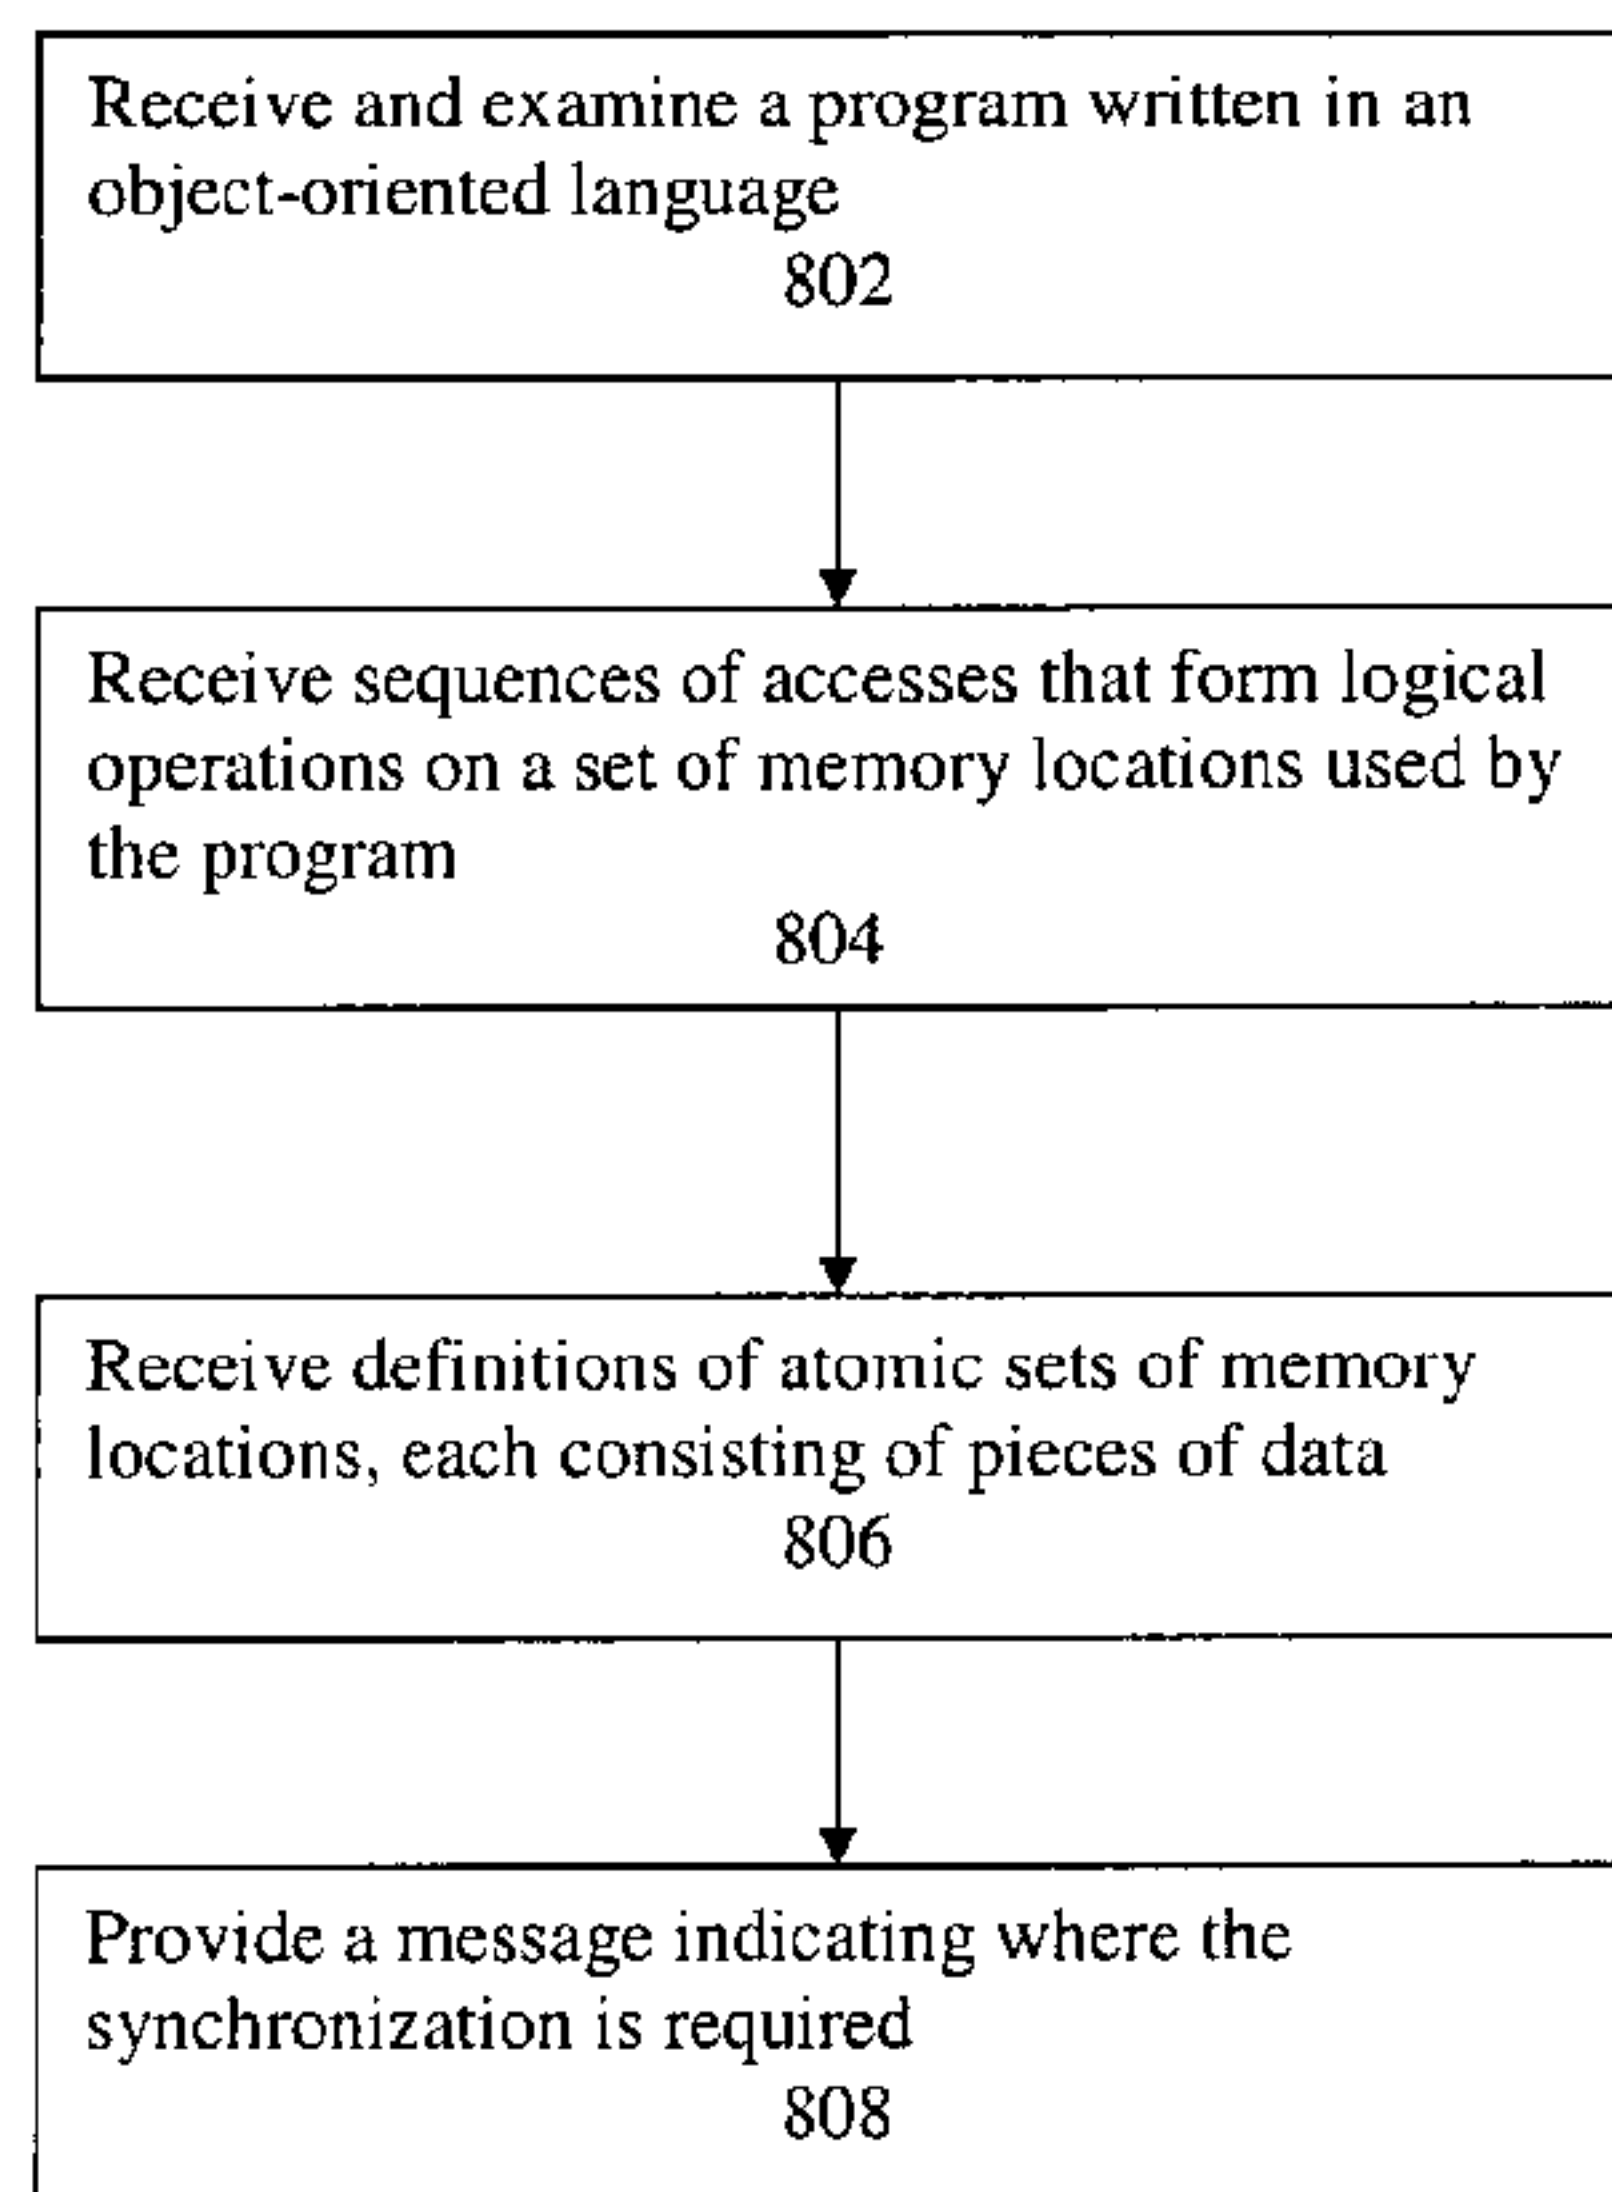 Receive and examine a program written in an
object-oriented language
802
Receive sequences of accesses that form logical
operations on a set of memory locations used by
the program
804
Receive definitions of atomic sets of memory
locations, each consisting of pieces of data
806
Provide a message indicating where the
synchronization is required
808